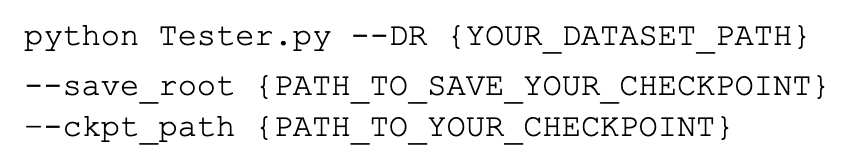 python Tester.py --DR {YOUR_DATASET_PATH}
--save_root {PATH_TO_SAVE_YOUR_CHECKPOINT}
--ckpt_path {PATH_TO_YOUR_CHECKPOINT}